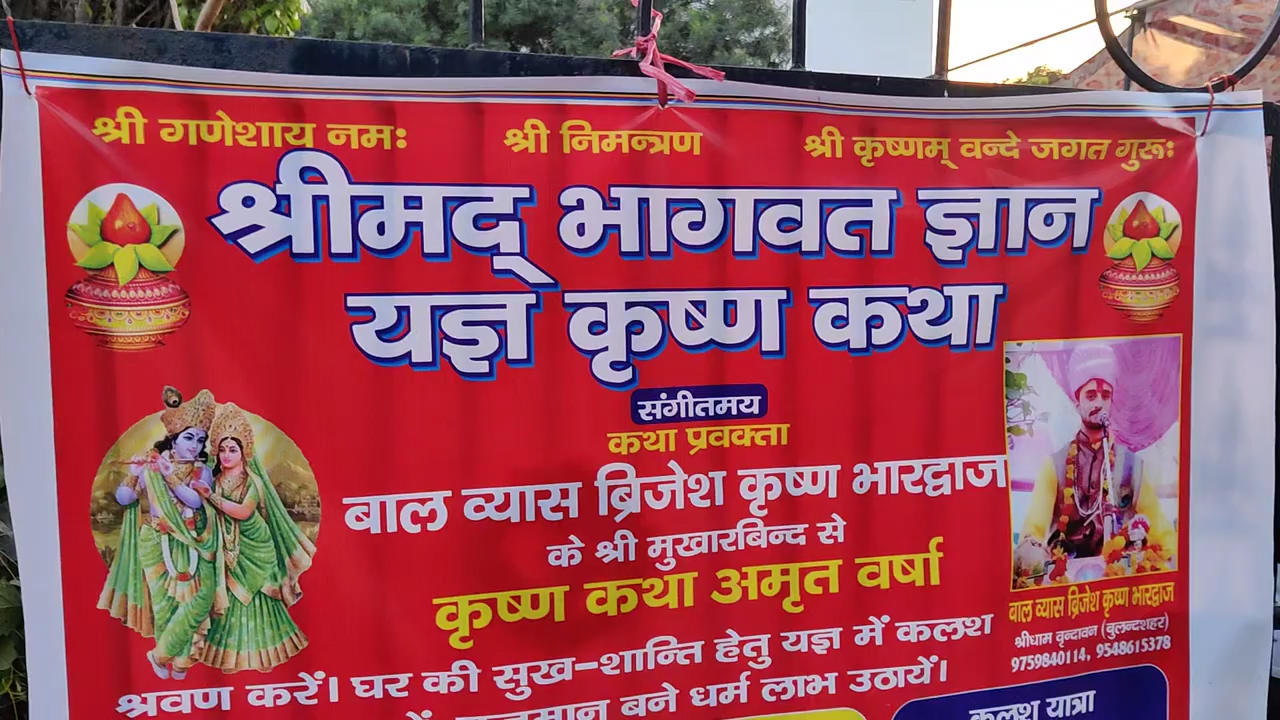 श्री गणेशाय नमः श्री निमन्त्रण श्री कृष्णम् वन्दे जगत गुरूः
श्रीमद् भागवत ज्ञान
यज्ञ कृष्ण कथा
संगीतमय
कथा प्रवक्ता
बाल व्यास ब्रिजेश कृष्ण भारद्वाज
के श्री मुखारबिन्द से
कृष्ण कथा अमृत वर्षा
श्रवण करें। घर की सुख-शान्ति हेतु यज्ञ में कलश
बने धर्म लाभ उठायें।
बाल व्यास ब्रिजेश कृष्ण भारद्वाज
श्रीधाम वृन्दावन (बुलन्दशहर)
9759840114, 9548615378
कलश यात्रा